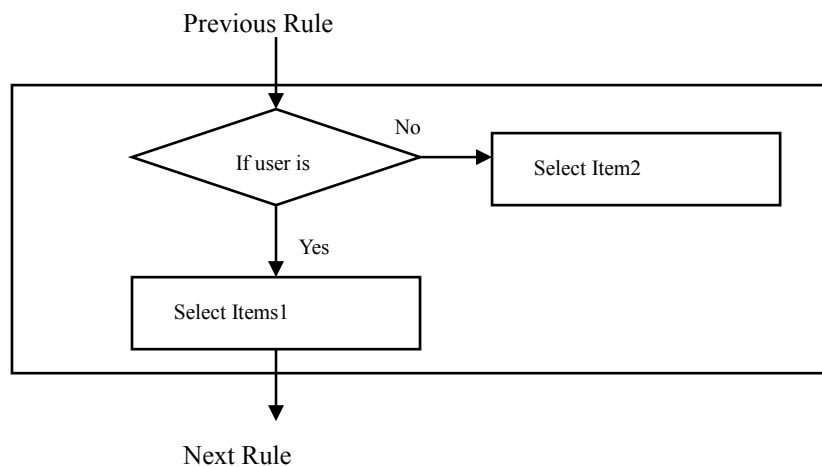 Previous Rule
No
If user is
Select Item2
Yes
Select Items1
Next Rule